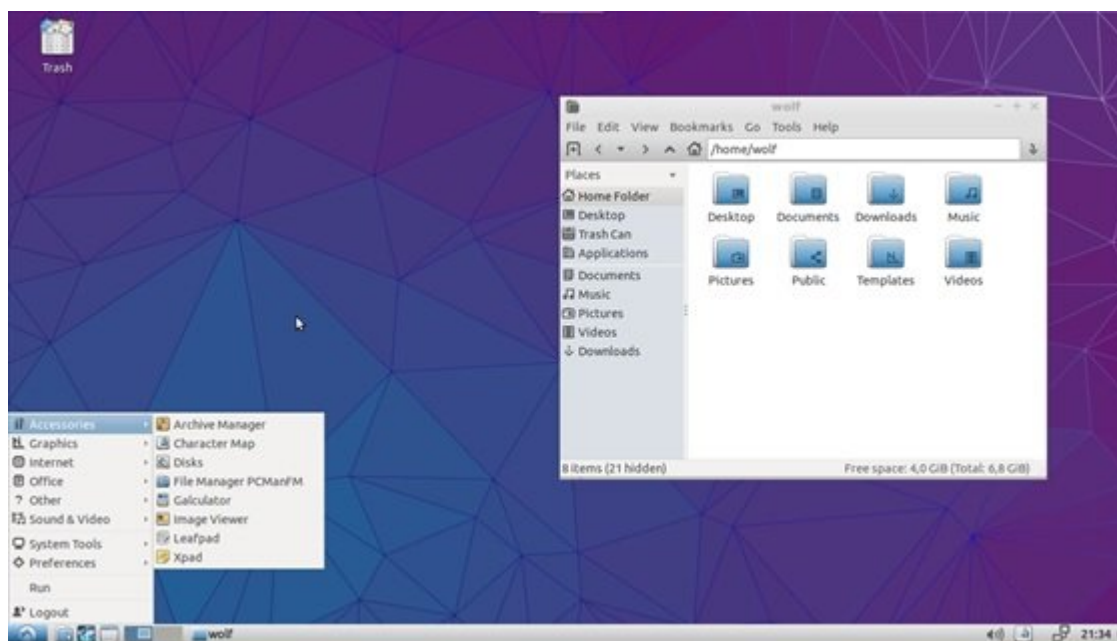 Trash
wolf
File Edit View Bookmarks Go Tools Help
/home/wolf
Places
Home Folder
Desktop
Trash Can
Applications
Documents
Music
Pictures
Videos
Downloads
Desktop Documents Downloads Music
Pictures Public Templates Videos
8 items (21 hidden) Free space: 4,0 GiB (Total: 6,8 GiB)
Accessories
Graphics
Internet
Office
Other
Sound & Video
System Tools
Preferences
Run
Logout
Archive Manager
Character Map
Disks
File Manager PCManFM
Galculator
Image Viewer
Leafpad
Xpad
wolf 21:34